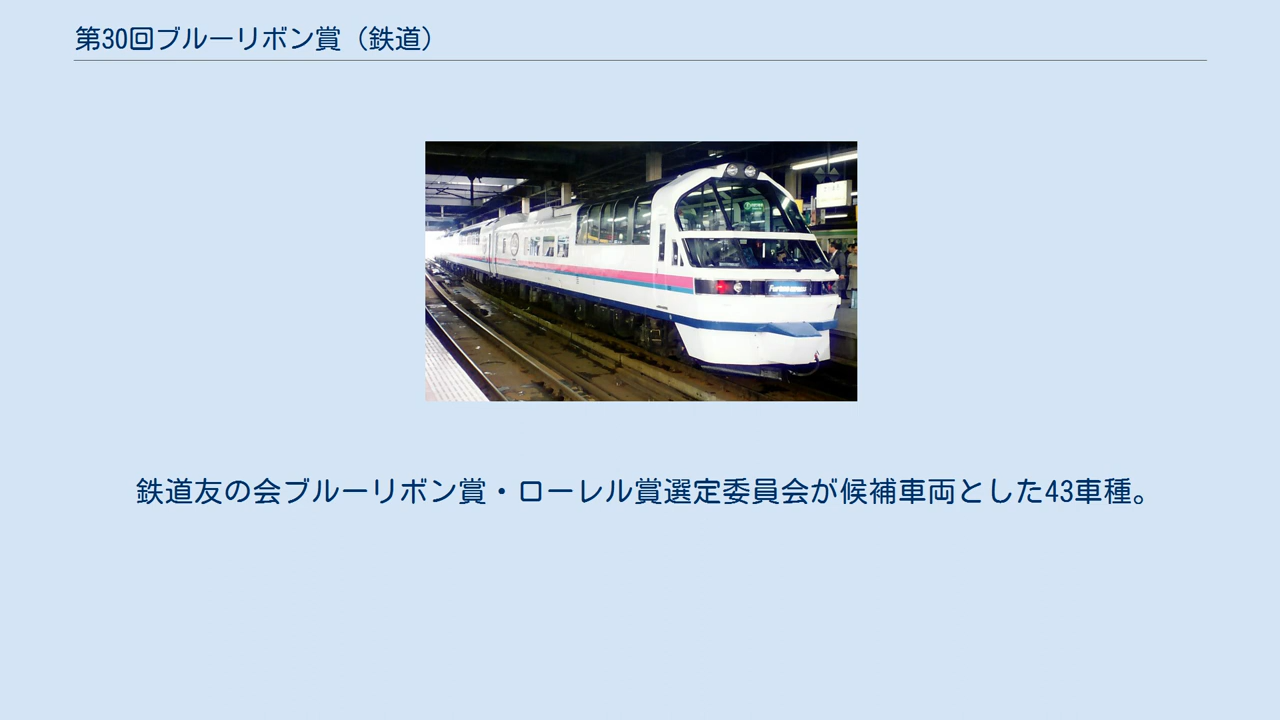 第30回ブルーリボン賞（鉄道）
鉄道友の会ブルーリボン賞・ローレル賞選定委員会が候補車両とした43車種。